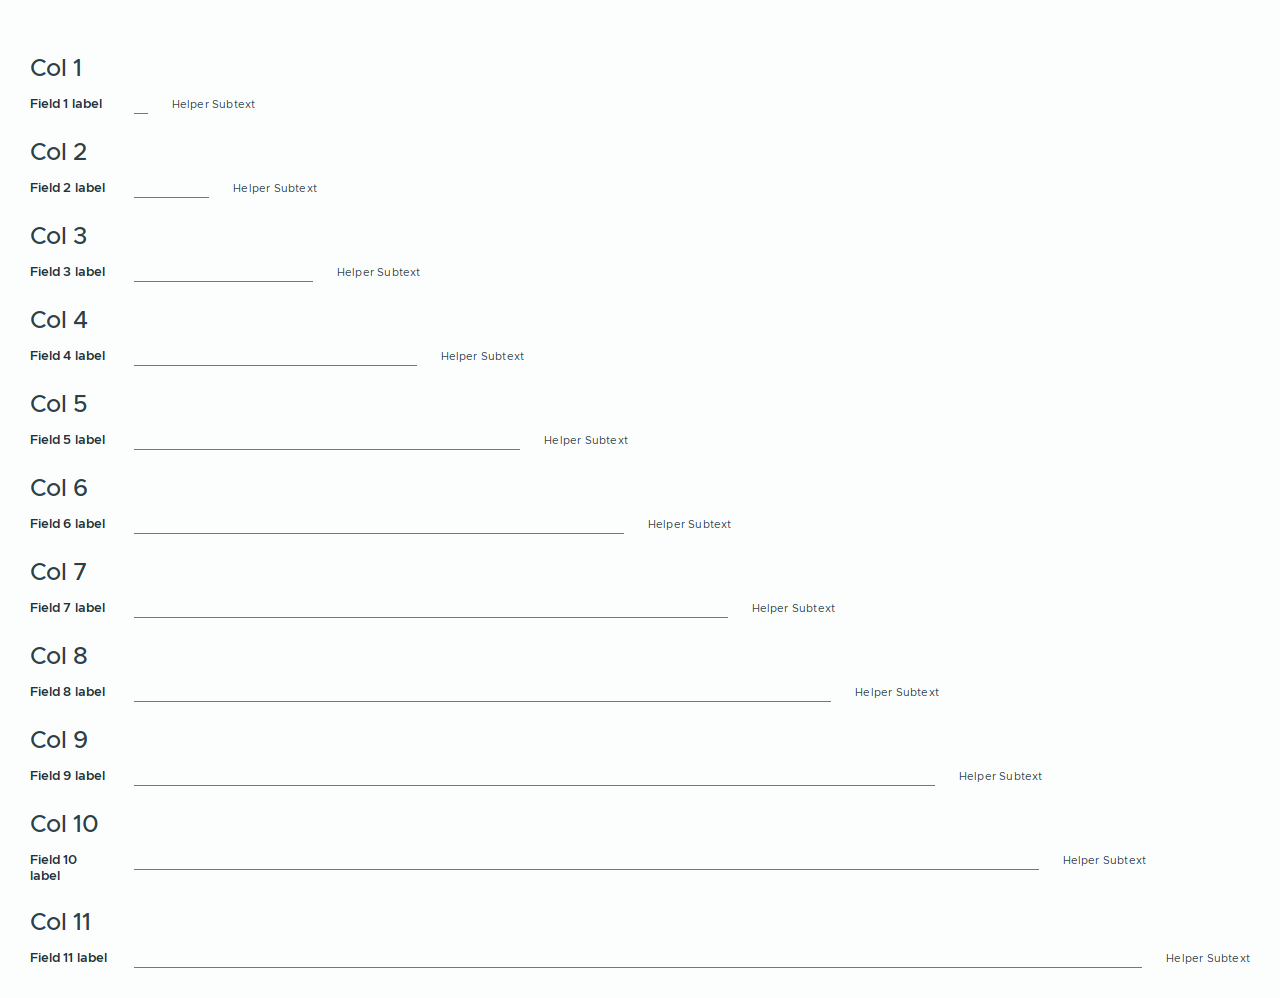 Col 1
Field 1 label Helper Subtext
Col 2
Field 2 label Helper Subtext
Col 3
Field 3 label Helper Subtext
Col 4
Field 4 label Helper Subtext
Col 5
Field 5 label Helper Subtext
Col 6
Field 6 label Helper Subtext
Col 7
Field 7 label Helper Subtext
Col 8
Field 8 label Helper Subtext
Col 9
Field 9 label Helper Subtext
Col 10
Field 10 Helper Subtext
label
Col 11
Field 11 label Helper Subtext